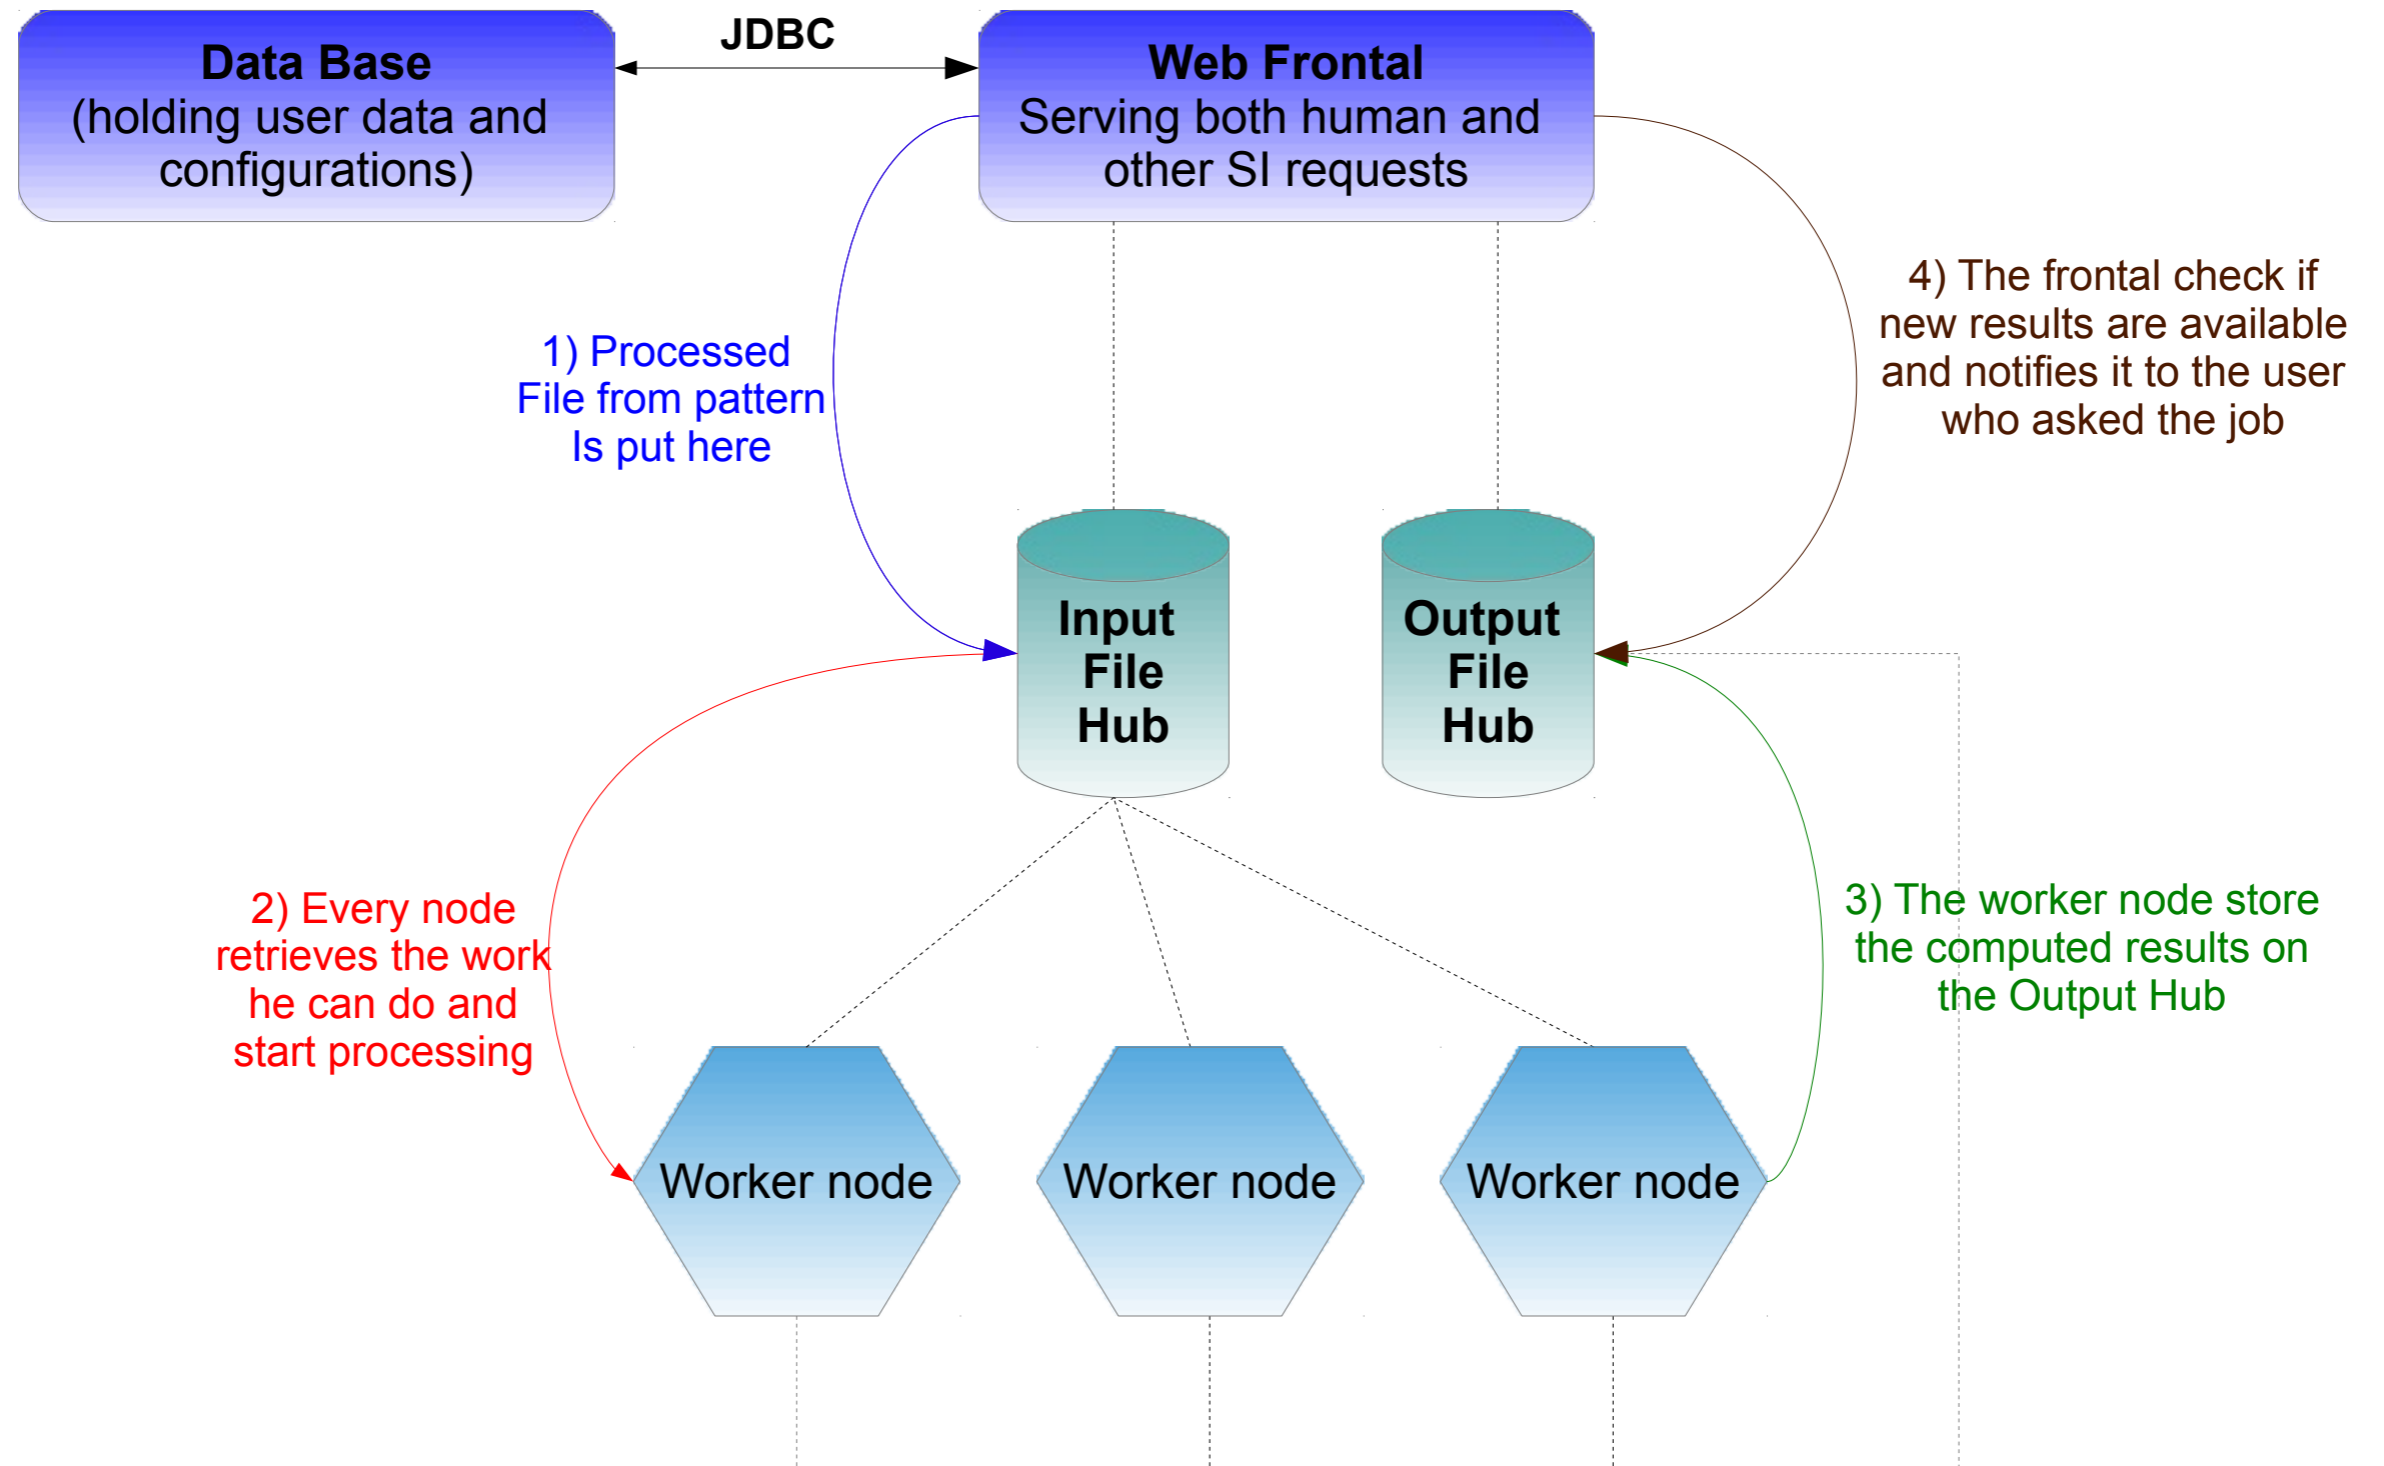 Data Base
(holding user data and
configurations)
JDBC
Web Frontal
Serving both human and
other SI requests
1) Processed
File from pattern
Is put here
4) The frontal check if
new results are available
and notifies it to the user
who asked the job
Input
File
Hub
Output
File
Hub
2) Every node
retrieves the work
he can do and
start processing
3) The worker node store
the computed results on
the Output Hub
Worker node
Worker node
Worker node